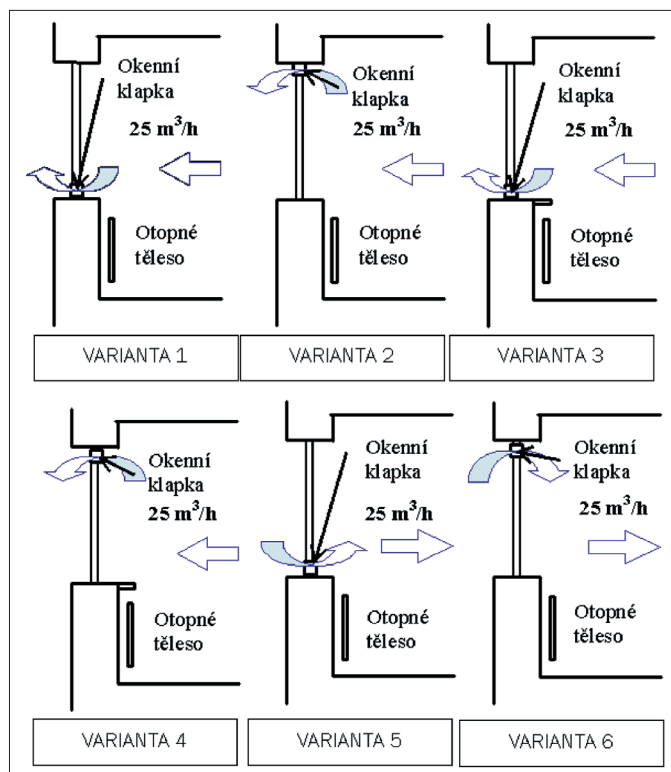 Okenní
klapka
25 m³/h
Otopné
těleso
VARIANTA 1
Okenní
klapka
25 m³/h
Otopné
těleso
VARIANTA 2
Okenní
klapka
25 m³/h
Otopné
těleso
VARIANTA 3
Okenní
klapka
25 m³/h
Otopné
těleso
VARIANTA 4
Okenní
klapka
25 m³/h
Otopné
těleso
VARIANTA 5
Okenní
klapka
25 m³/h
Otopné
těleso
VARIANTA 6